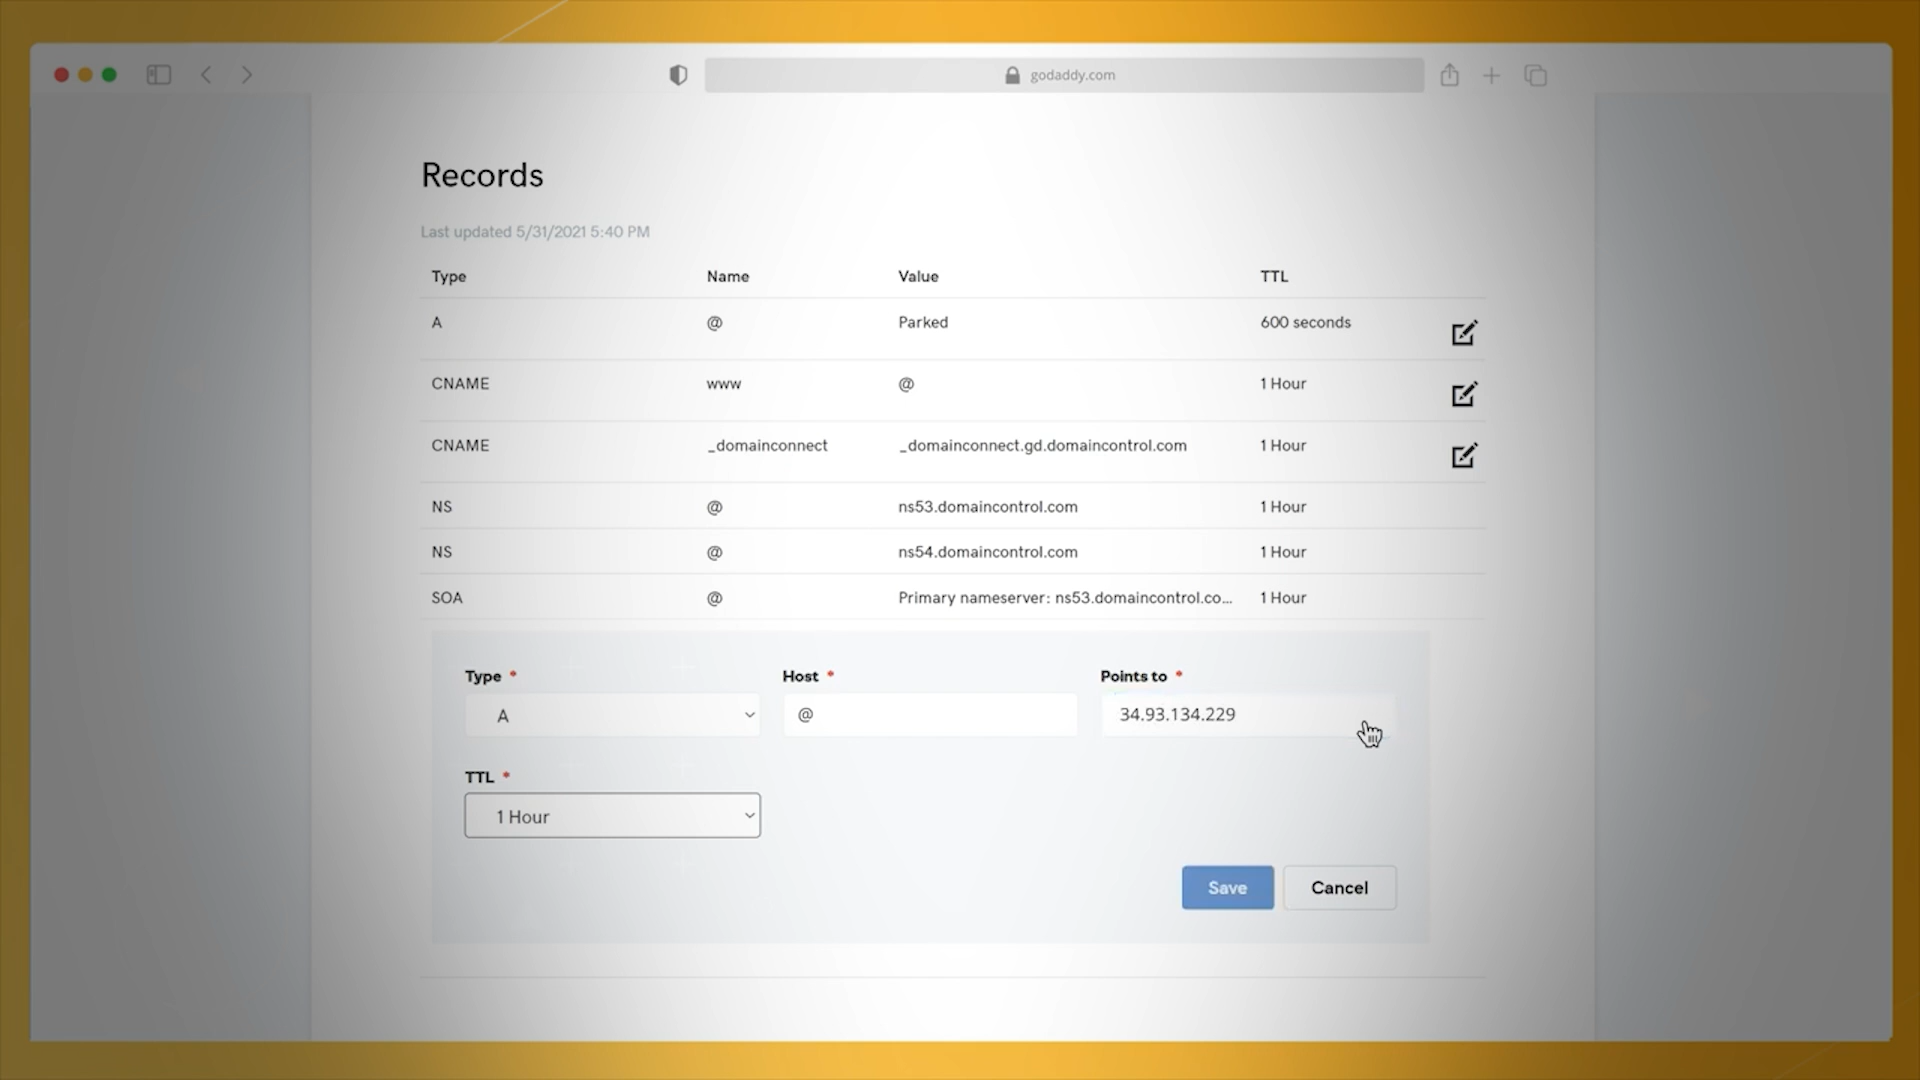 godaddy.com
Records
Last updated 5/31/2021 5:40 PM
Type Name Value TTL
A @ Parked 600 seconds
CNAME www @ 1 Hour
CNAME _domainconnect _domainconnect.gd.domaincontrol.com 1 Hour
NS @ ns53.domaincontrol.com 1 Hour
NS @ ns54.domaincontrol.com 1 Hour
SOA @ Primary nameserver: ns53.domaincontrol.co... 1 Hour
Type * Host * Points to *
A @ 34.93.134.229
TTL *
1 Hour
Save Cancel